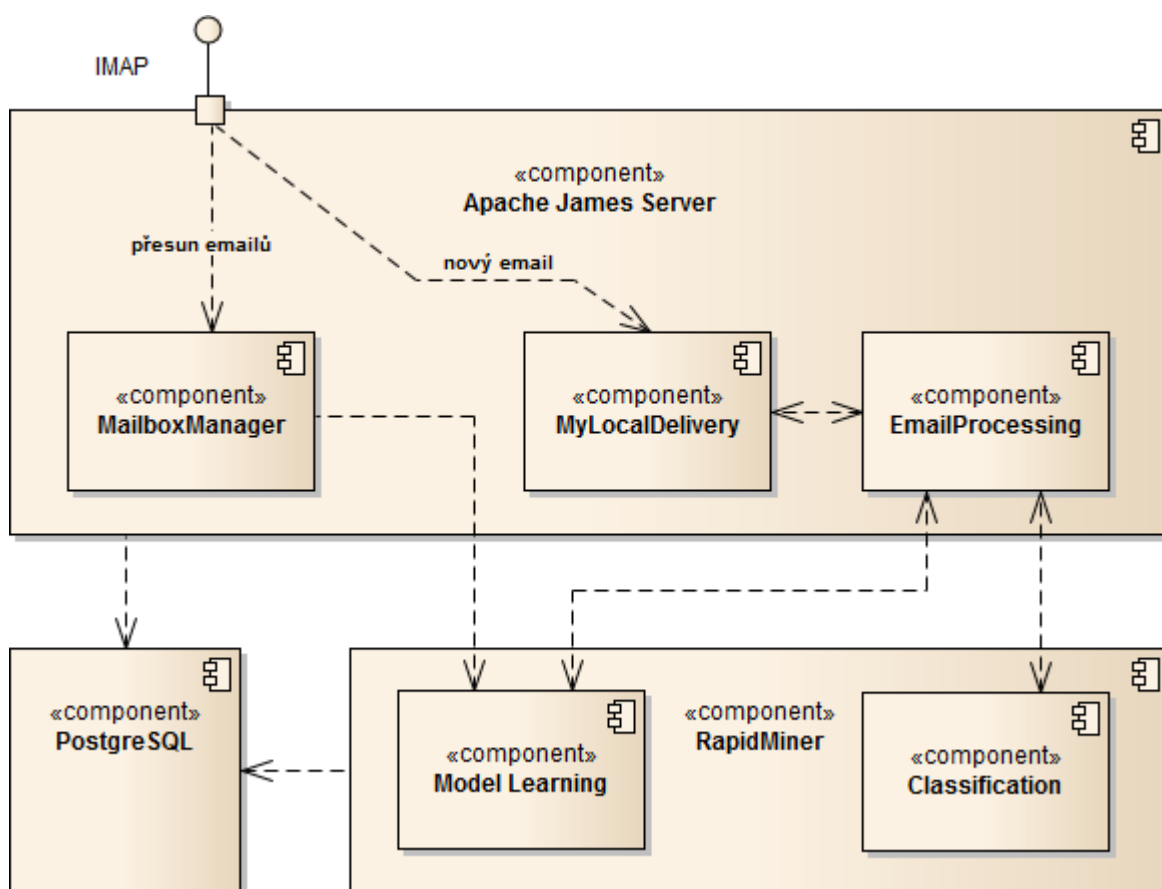 IMAP
«component»
Apache James Server
přesun emailů
nový email
«component»
MailboxManager
«component»
MyLocalDelivery
«component»
EmailProcessing
«component»
PostgreSQL
«component»
Model Learning
«component»
RapidMiner
«component»
Classification